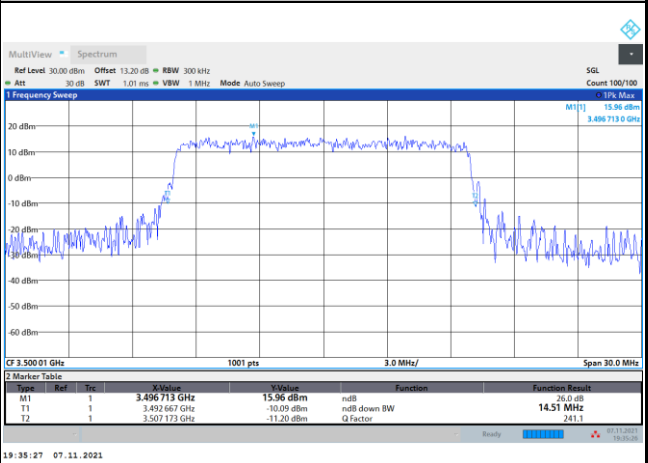 MultiView Spectrum
Ref Level 30.00 dBm Offset 13.20 dB RBW 300 kHz SGL
Att 30 dB SWT 1.01 ms VBW 1 MHz Mode Auto Sweep Count 100/100
1 Frequency Sweep 1Pk Max
M1[1] 15.96 dBm
3.496 713 0 GHz
M1
20 dBm
10 dBm
0 dBm
-10 dBm
-20 dBm
-30 dBm
-40 dBm
-50 dBm
-60 dBm
CF 3.500 01 GHz 1001 pts 3.0 MHz/ Span 30.0 MHz
2 Marker Table
Type Ref Trc X-Value Y-Value Function Function Result
M1 1 3.496 713 GHz 15.96 dBm ndB 26.0 dB
T1 1 3.492 667 GHz -10.09 dBm ndB down BW 14.51 MHz
T2 1 3.507 173 GHz -11.20 dBm Q Factor 241.1
Ready 07.11.2021
19:35:26
19:35:27 07.11.2021